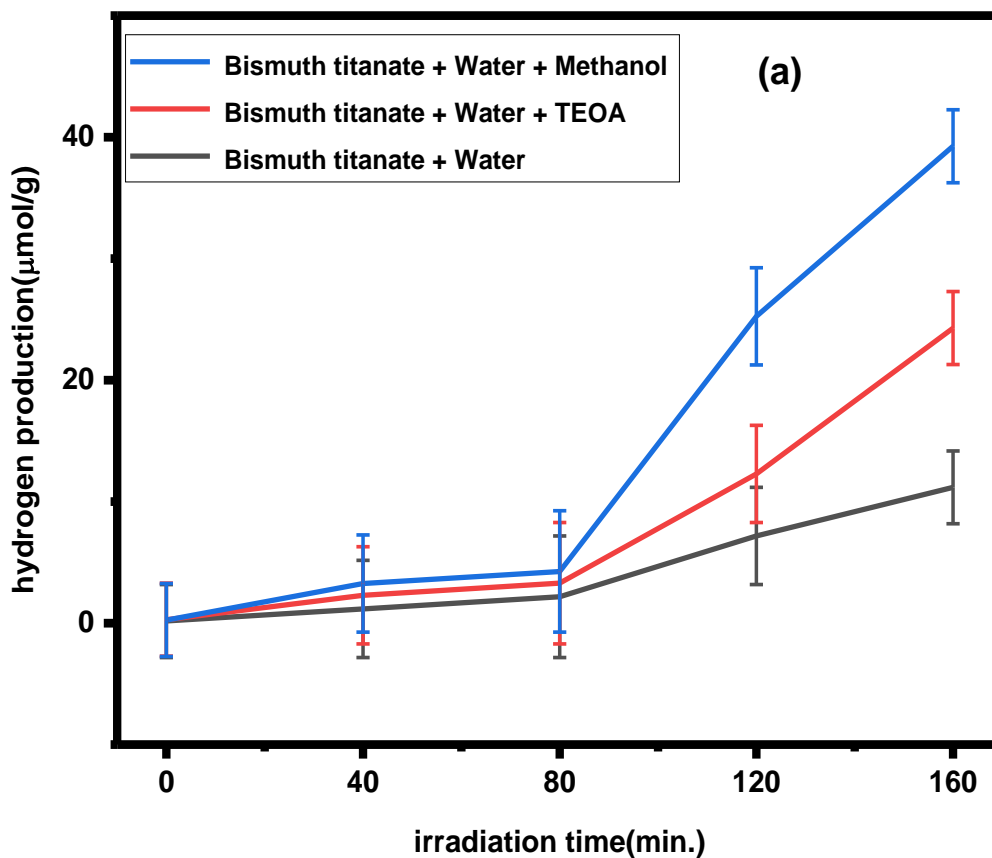 Bismuth titanate + Water + Methanol
(a)
Bismuth titanate + Water + TEOA
Bismuth titanate + Water
hydrogen production(μmol/g)
40
20
0
0 40 80 120 160
irradiation time(min.)